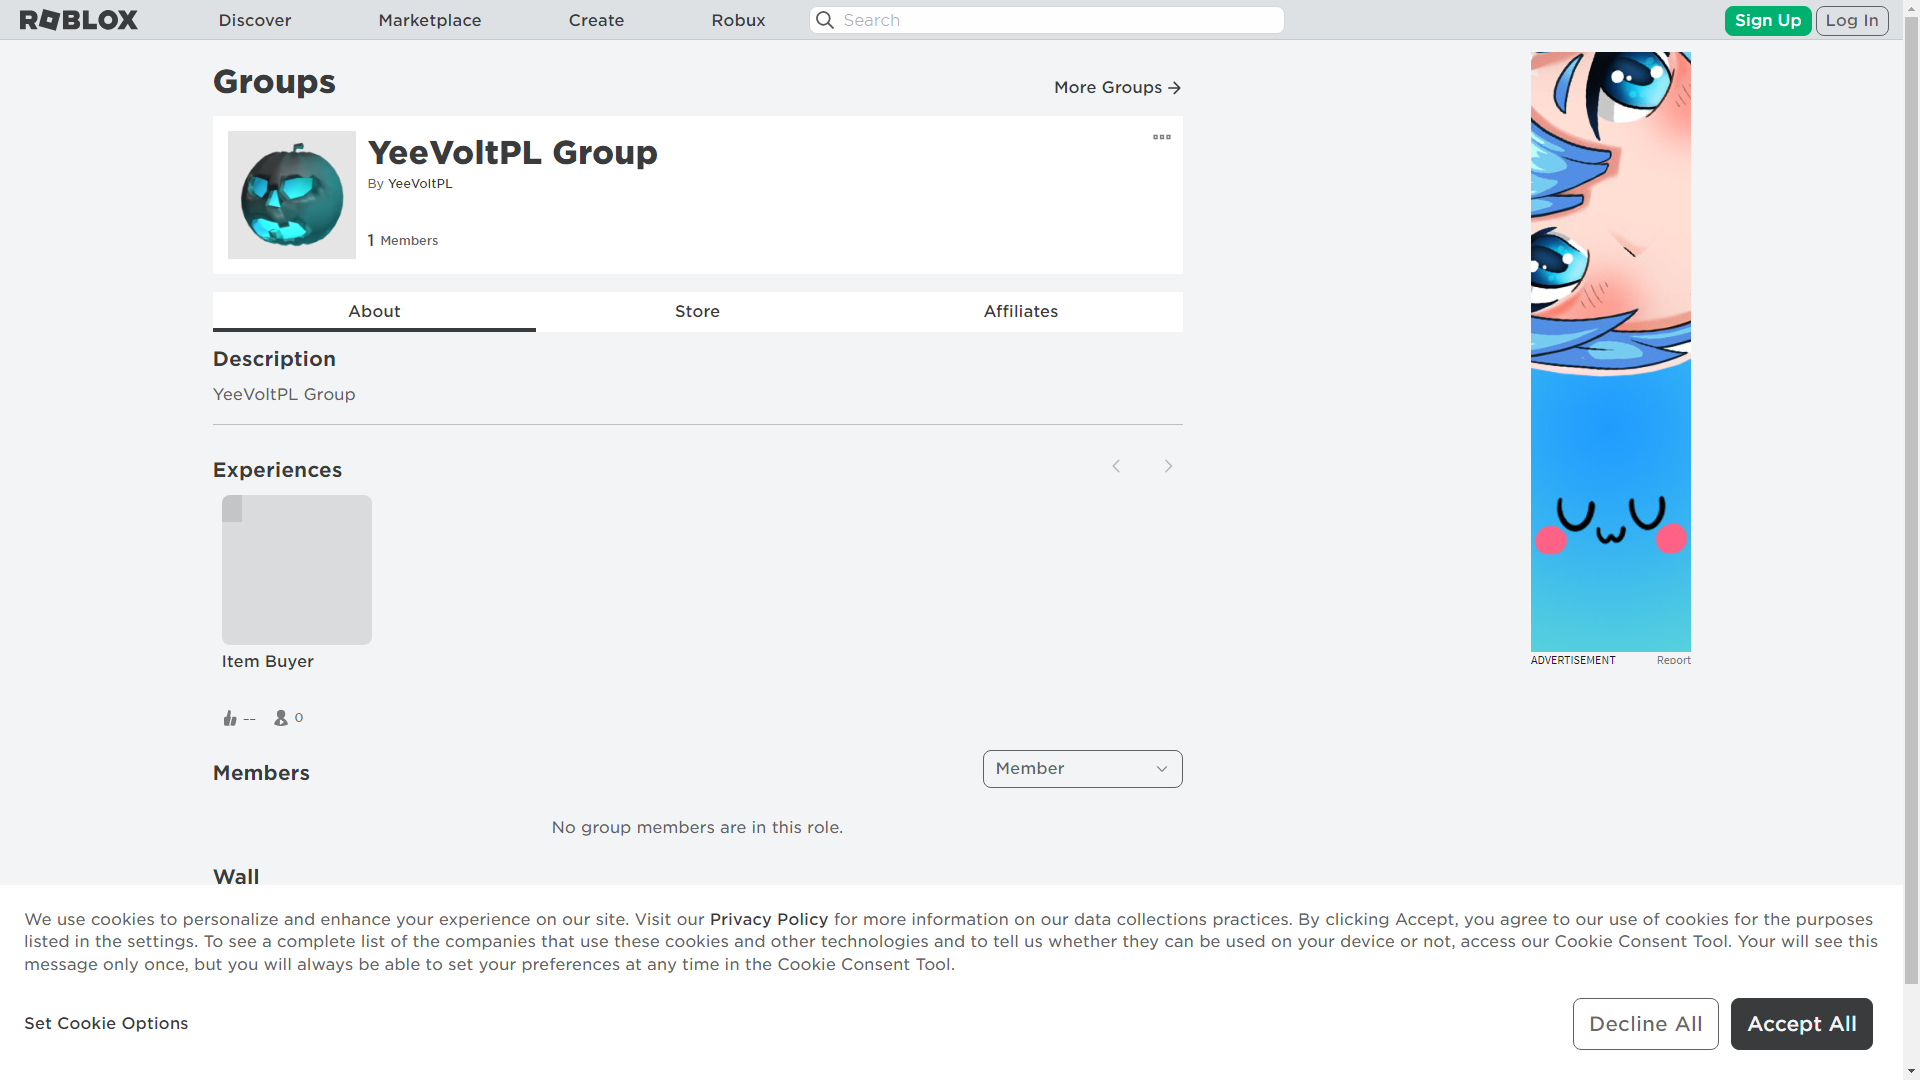 ROBLOX
Discover
Marketplace
Create
Robux
Search
Sign Up
Log In
Groups
More Groups
YeeVoltPL Group
By YeeVoltPL
1 Members
About
Store
Affiliates
Description
YeeVoltPL Group
Experiences
Item Buyer
--
0
Members
Member
No group members are in this role.
Wall
ADVERTISEMENT
Report
We use cookies to personalize and enhance your experience on our site. Visit our Privacy Policy for more information on our data collections practices. By clicking Accept, you agree to our use of cookies for the purposes
listed in the settings. To see a complete list of the companies that use these cookies and other technologies and to tell us whether they can be used on your device or not, access our Cookie Consent Tool. Your will see this
message only once, but you will always be able to set your preferences at any time in the Cookie Consent Tool.
Set Cookie Options
Decline All
Accept All